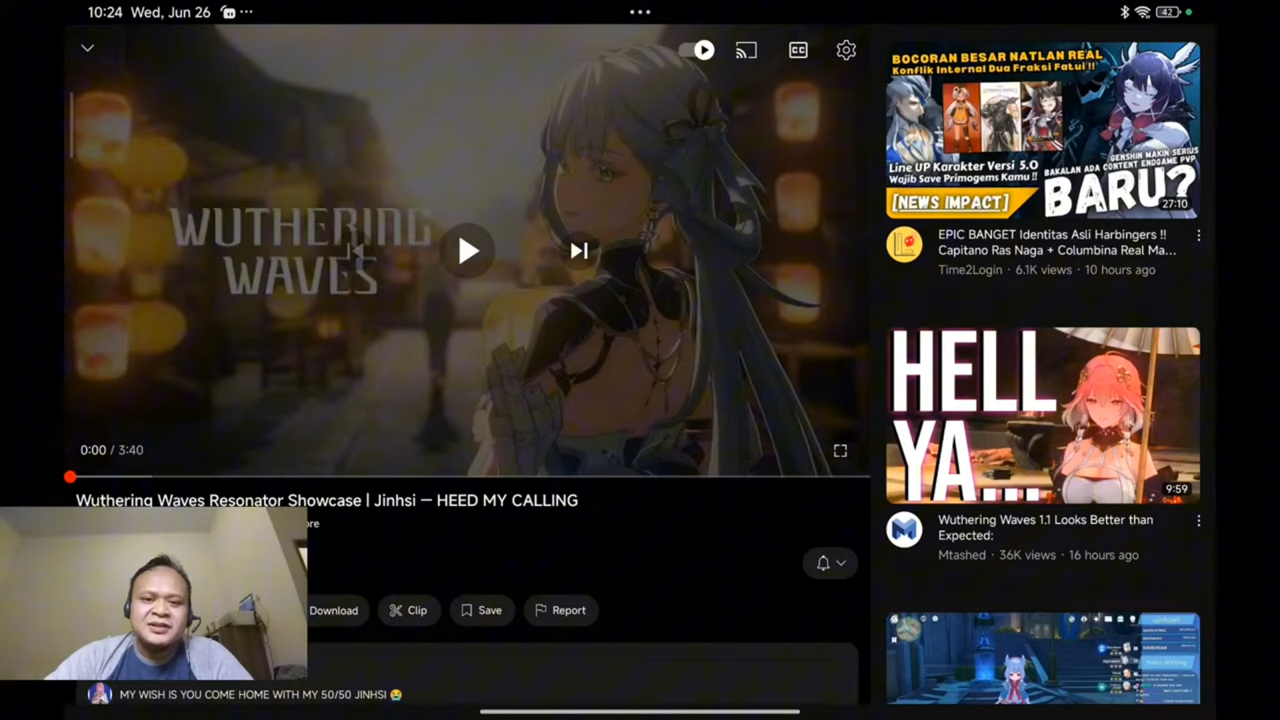 10:24 Wed, Jun 26
42
WUTHERING
WAVES
0:00 / 3:40
Wuthering Waves Resonator Showcase | Jinhsi — HEED MY CALLING
ore
Download
Clip
Save
Report
MY WISH IS YOU COME HOME WITH MY 50/50 JINHSI 😭
BOCORAN BESAR NATLAN REAL
Konflik Internal Dua Fraksi Fatui !!
Line UP Karakter Versi 5.0
Wajib Save Primogems Kamu !!
[NEWS IMPACT]
GENSHIN MAKIN SERIUS
BAKALAN ADA CONTENT ENDGAME PVP
BARU?
27:10
EPIC BANGET Identitas Asli Harbingers !!
Capitano Ras Naga + Columbina Real Ma...
Time2Login · 6.1K views · 10 hours ago
HELL
YA...
9:59
Wuthering Waves 1.1 Looks Better than
Expected:
Mtashed · 36K views · 16 hours ago